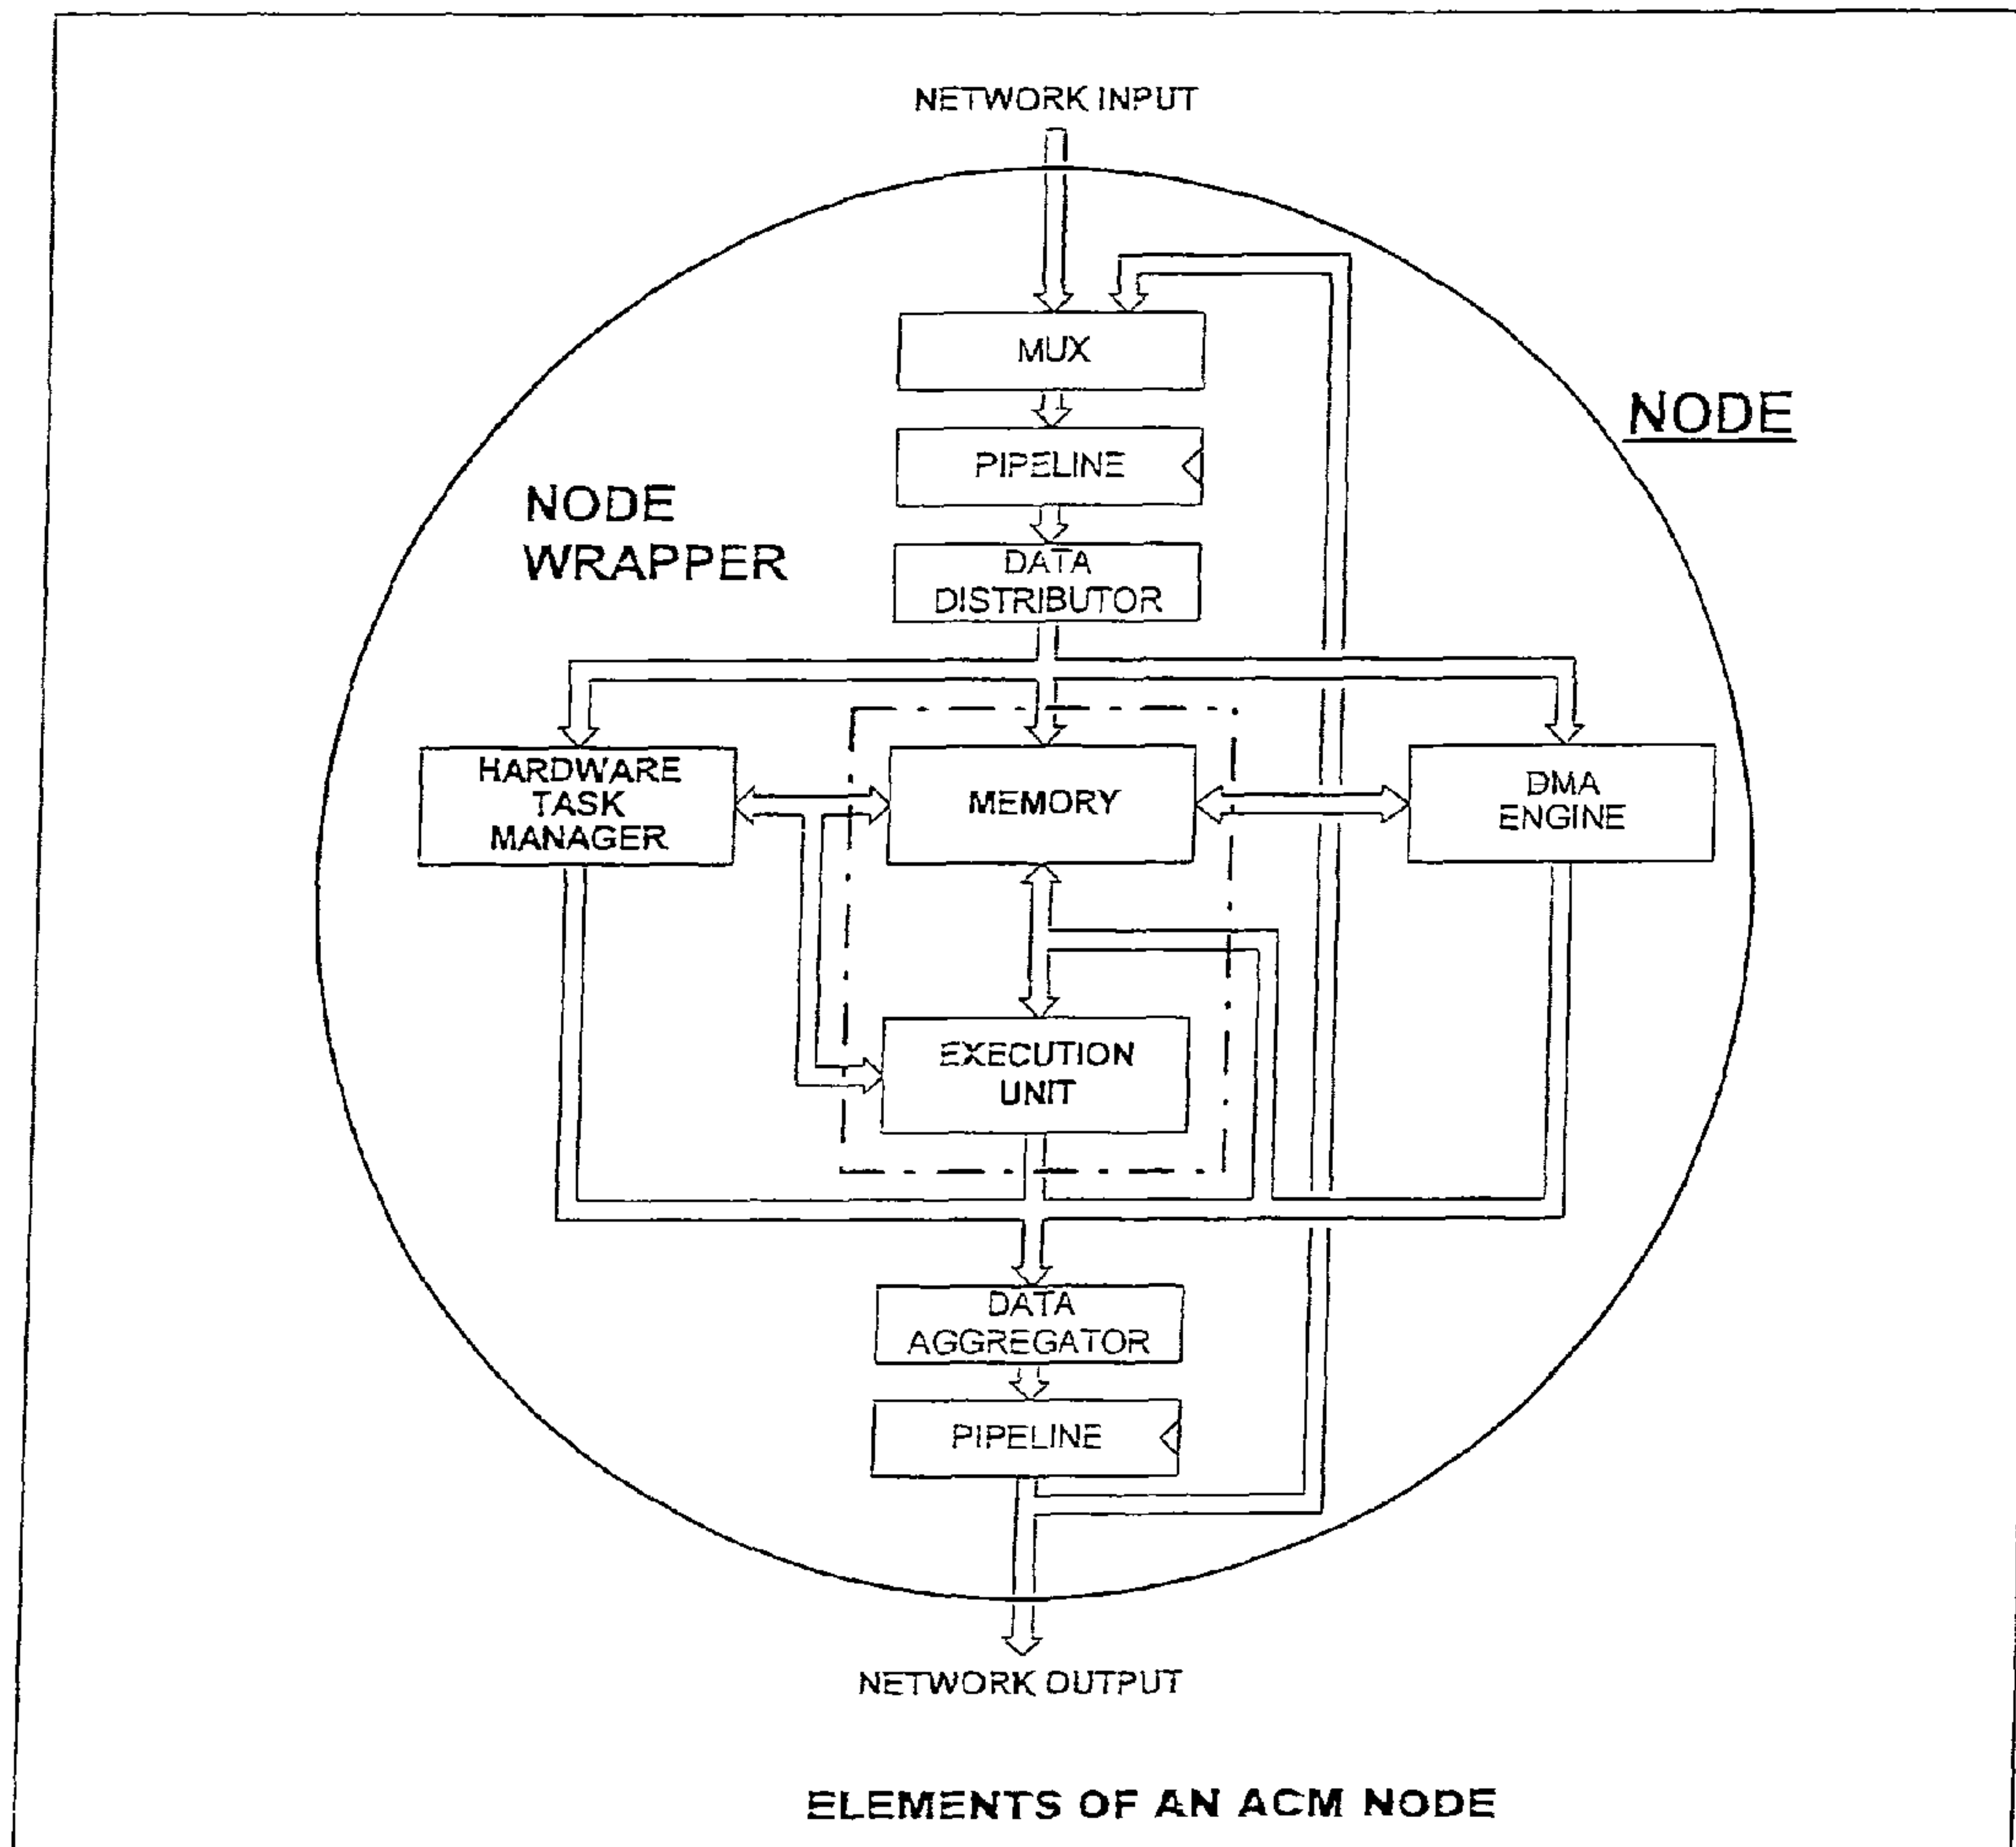 NETWORK INPUT
MUX
NODE
PIPELINE
NODE
WRAPPER
DATA
DISTRIBUTOR
HARDWARE
TASK
MANAGER
MEMORY
DMA
ENGINE
EXECUTION
UNIT
DATA
AGGREGATOR
PIPELINE
NETWORK OUTPUT
ELEMENTS OF AN ACM NODE